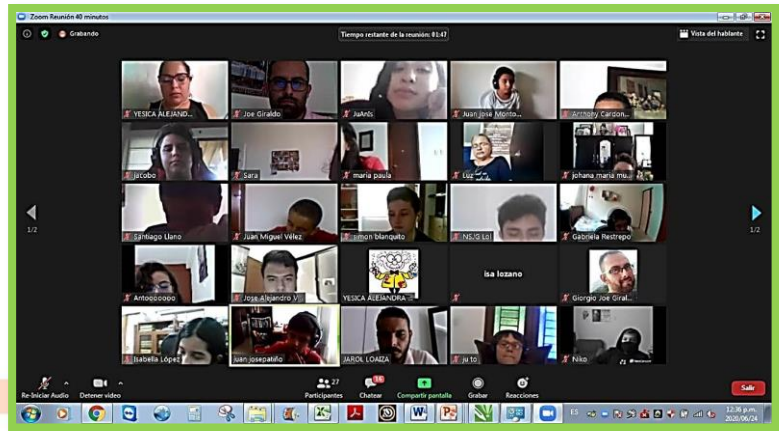 Zoom Reunión 40 minutos
Grabando
Tiempo restante de la reunión: 01:47
Vista del hablante
YESICA ALEJAND...
Joe Giraldo
JuAnIs
Juan jose Monto...
Anthony Cardon...
jacobo
Sara
maria paula
Luz
johana maria mu...
Santiago Llano
Juan Miguel Vélez
simon blanquito
NSJG Lol
Gabriela Restrepo
1/2
1/2
Antooooooo
Jose Alejandro V...
YESICA ALEJANDRA
isa lozano
Giorgio Joe Giral...
Isabella López
juan josepatiño
JAROL LOAIZA
ju to
Niko
Re-Iniciar Audio
Detener video
27
Participantes
Chatear
Compartir pantalla
Grabar
Reacciones
Salir
ES
12:36 p.m.
2020/06/24